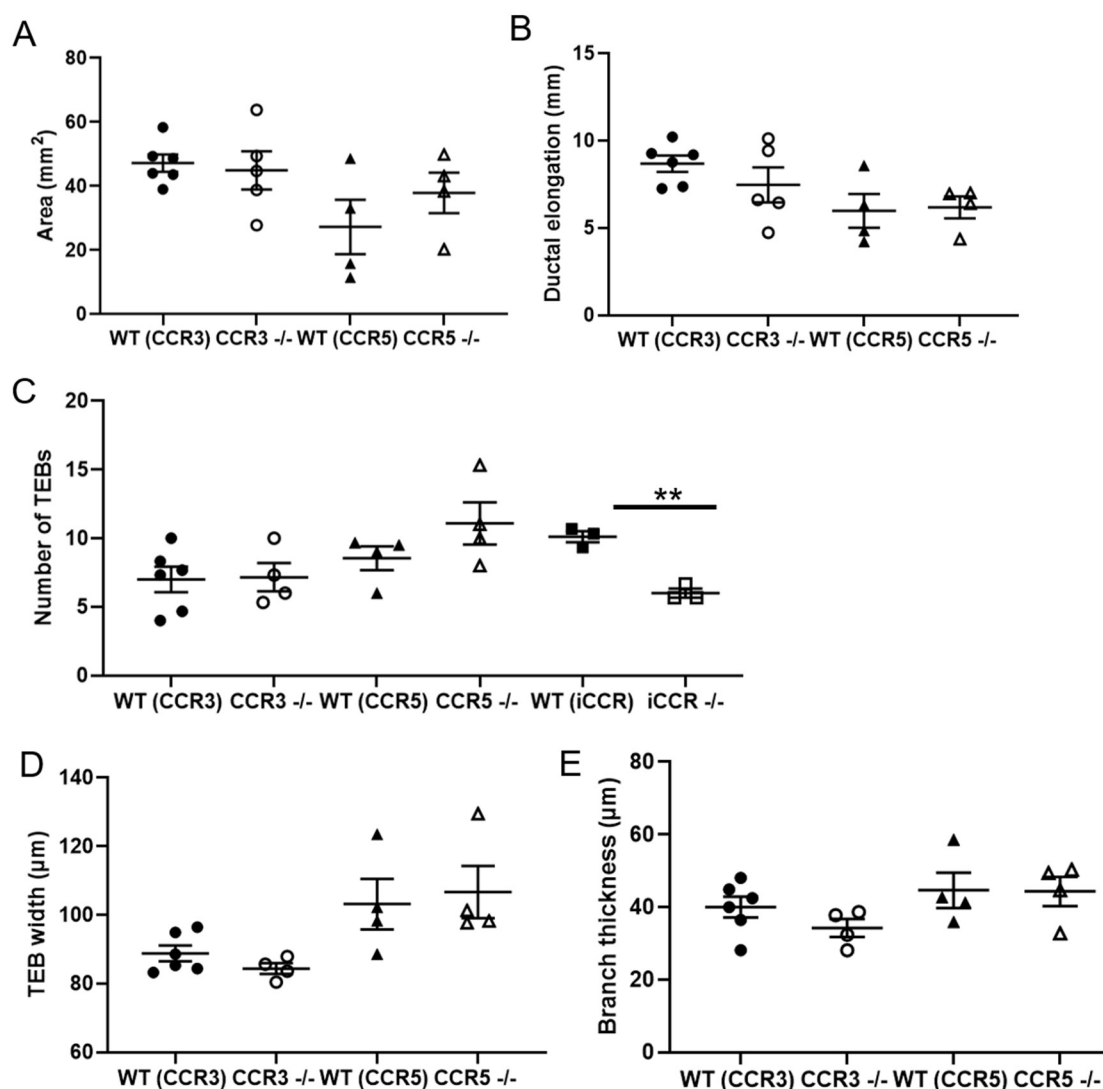 A
Area (mm²)
80
60
40
20
0
WT (CCR3) CCR3 -/- WT (CCR5) CCR5 -/-
B
Ductal elongation (mm)
15
10
5
0
WT (CCR3) CCR3 -/- WT (CCR5) CCR5 -/-
C
Number of TEBs
20
15
10
5
0
**
WT (CCR3) CCR3 -/- WT (CCR5) CCR5 -/- WT (iCCR) iCCR -/-
D
TEB width (µm)
140
120
100
80
60
WT (CCR3) CCR3 -/- WT (CCR5) CCR5 -/-
E
Branch thickness (µm)
80
60
40
20
0
WT (CCR3) CCR3 -/- WT (CCR5) CCR5 -/-